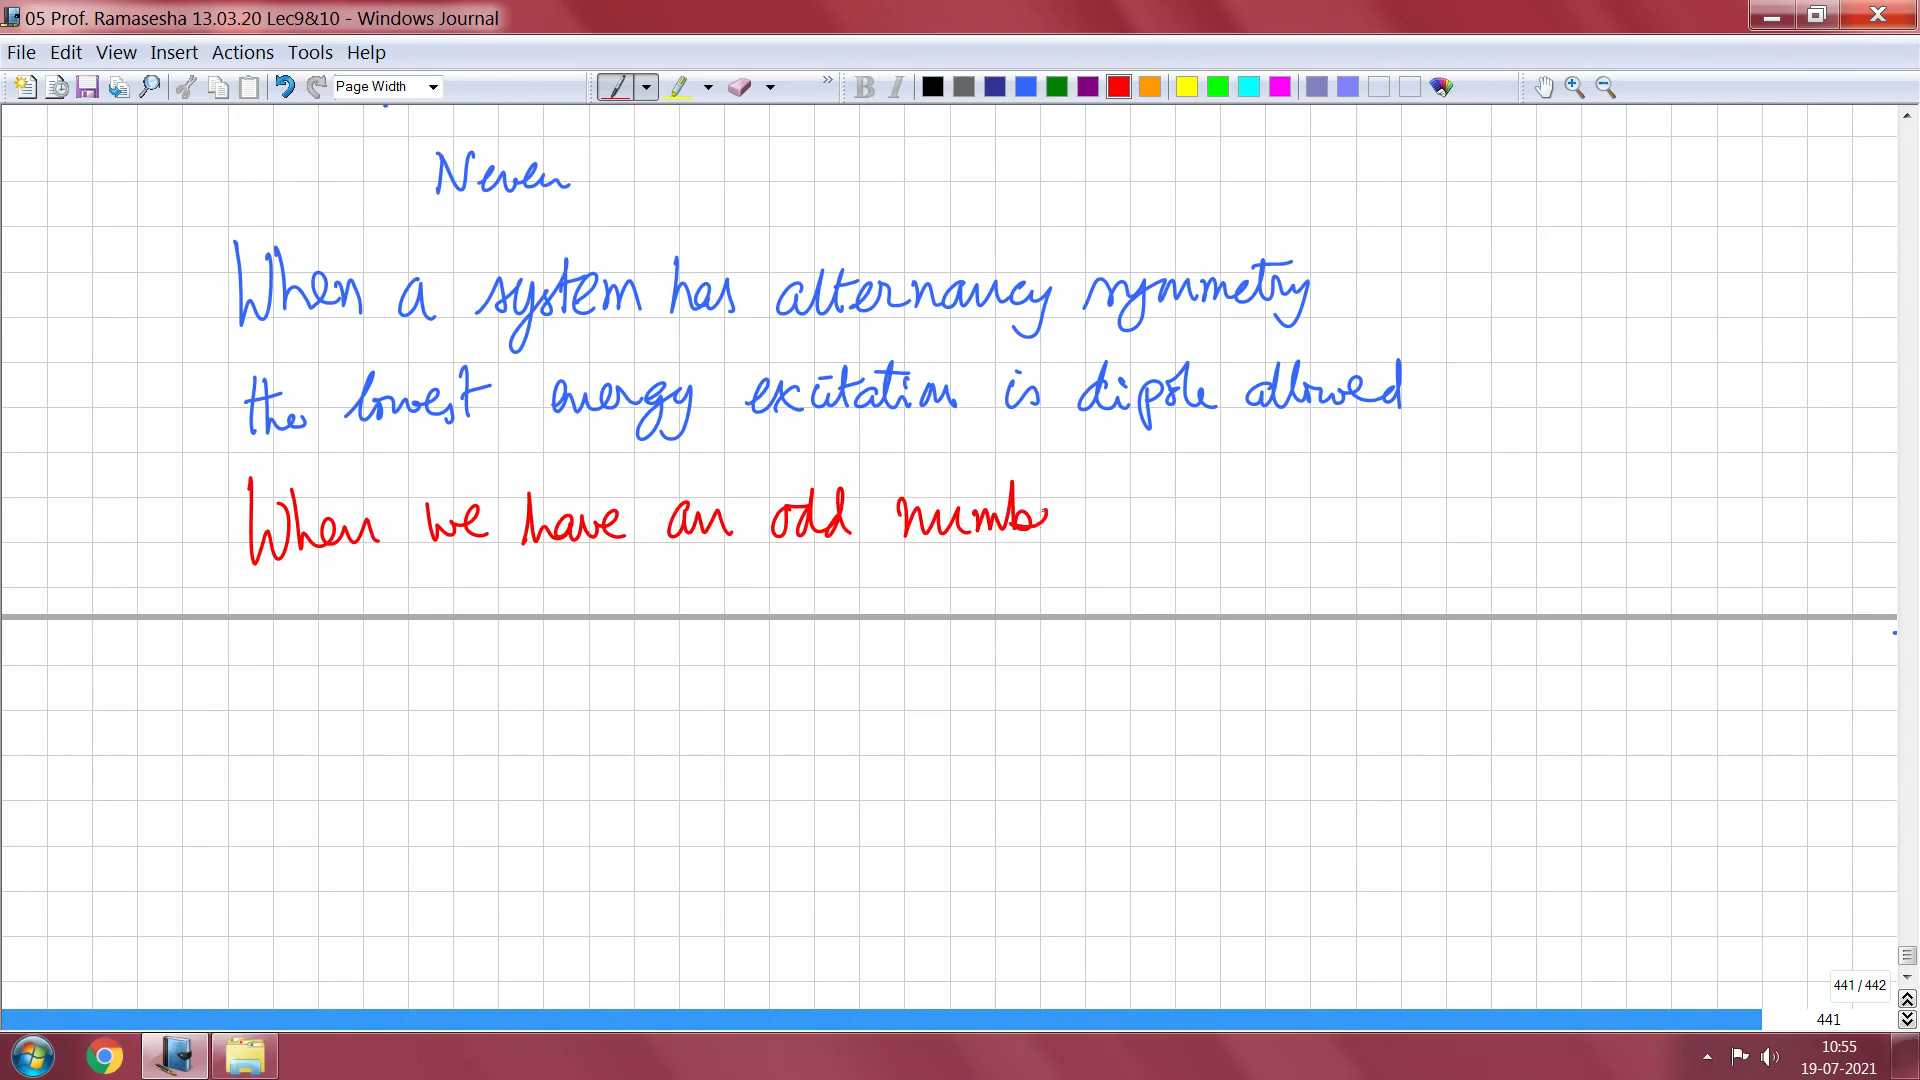 05 Prof. Ramasesha 13.03.20 Lec9&10 - Windows Journal
File Edit View Insert Actions Tools Help
Page Width
B I
Neven
When a system has alternancy symmetry
the lowest energy excitation is dipole allowed
When we have an odd numb
441 / 442
441
10:55
19-07-2021